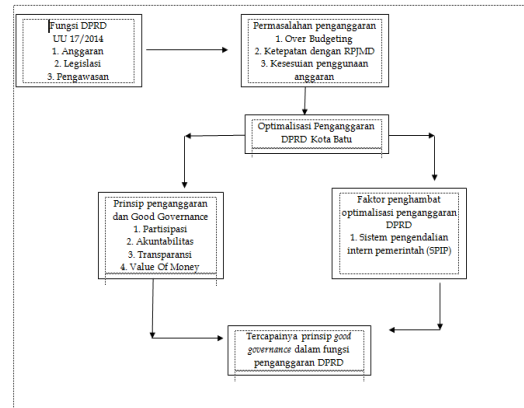 Fungsi DPRD
UU 17/2014
1. Anggaran
2. Legislasi
3. Pengawasan
Permasalahan penganggaran
1. Over Budgeting
2. Ketepatan dengan RPJMD
3. Kesesuian penggunaan
anggaran
Optimalisasi Penganggaran
DPRD Kota Batu
Prinsip penganggaran
dan Good Governance
1. Partisipasi
2. Akuntabilitas
3. Transparansi
4. Value Of Money
Faktor penghambat
optimalisasi penganggaran
DPRD
1. Sistem pengendalian
intern pemerintah (SPIP)
Tercapainya prinsip good
governance dalam fungsi
penganggaran DPRD